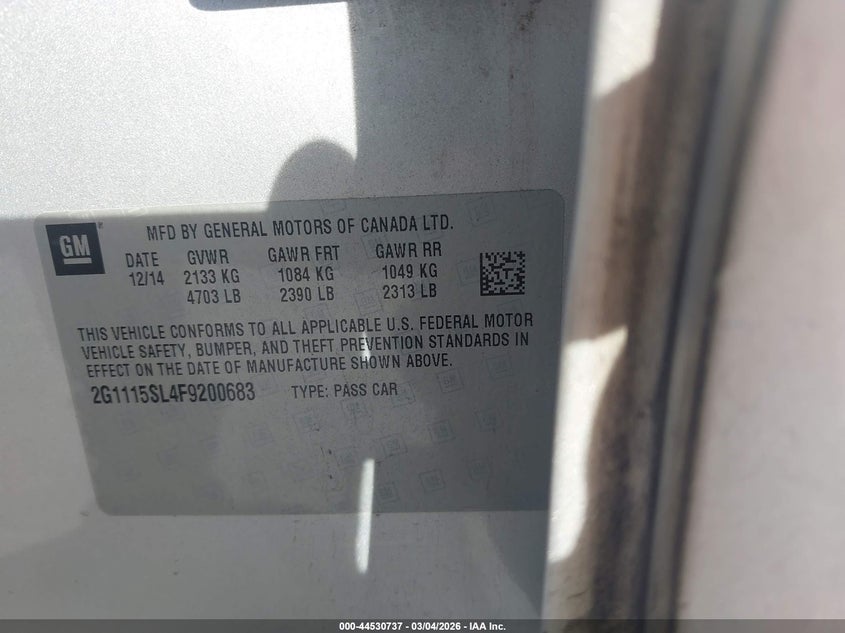 GM
MFD BY GENERAL MOTORS OF CANADA LTD.
DATE GVWR GAWR FRT GAWR RR
12/14 2133 KG 1084 KG 1049 KG
4703 LB 2390 LB 2313 LB
THIS VEHICLE CONFORMS TO ALL APPLICABLE U.S. FEDERAL MOTOR
VEHICLE SAFETY, BUMPER, AND THEFT PREVENTION STANDARDS IN
EFFECT ON THE DATE OF MANUFACTURE SHOWN ABOVE.
2G1115SL4F9200683 TYPE: PASS CAR
000-44530737 - 03/04/2026 - IAA Inc.